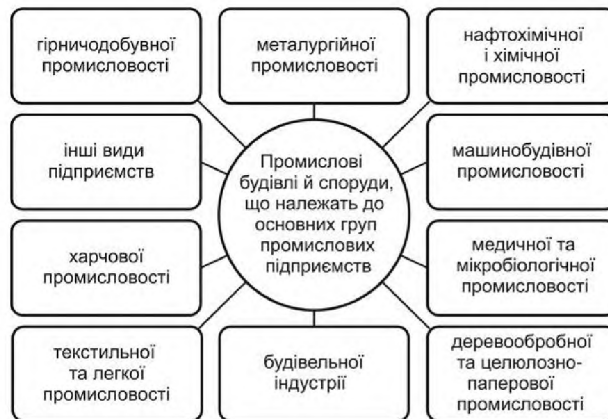 гірничодобувної
промисловості
металургійної
промисловості
нафтохімічної
і хімічної
промисловості
інші види
підприємств
Промислові
будівлі й споруди,
що належать до
основних груп
промислових
підприємств
машинобудівної
промисловості
харчової
промисловості
медичної та
мікробіологічної
промисловості
текстильної
та легкої
промисловості
будівельної
індустрії
деревообробної
та целюлозно-
паперової
промисловості